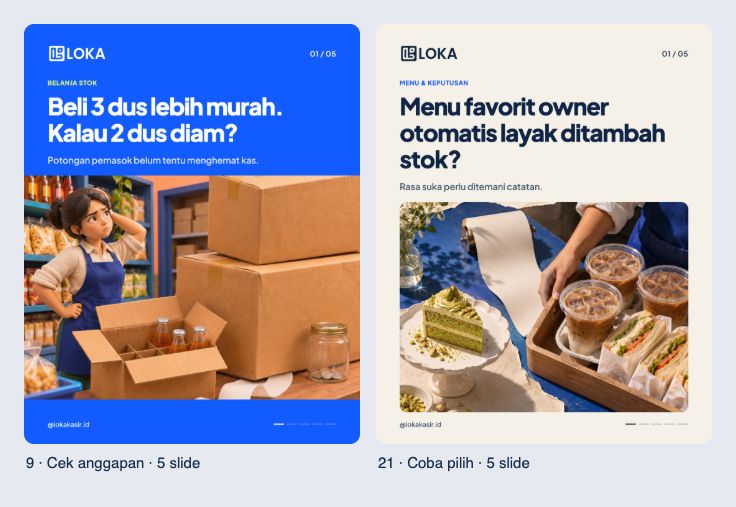 LOKA
01 / 05
BELANJA STOK
Beli 3 dus lebih murah.
Kalau 2 dus diam?
Potongan pemasok belum tentu menghemat kas.
@lokakasir.id
9 · Cek anggapan · 5 slide
LOKA
01 / 05
MENU & KEPUTUSAN
Menu favorit owner
otomatis layak ditambah
stok?
Rasa suka perlu ditemani catatan.
@lokakasir.id
21 · Coba pilih · 5 slide